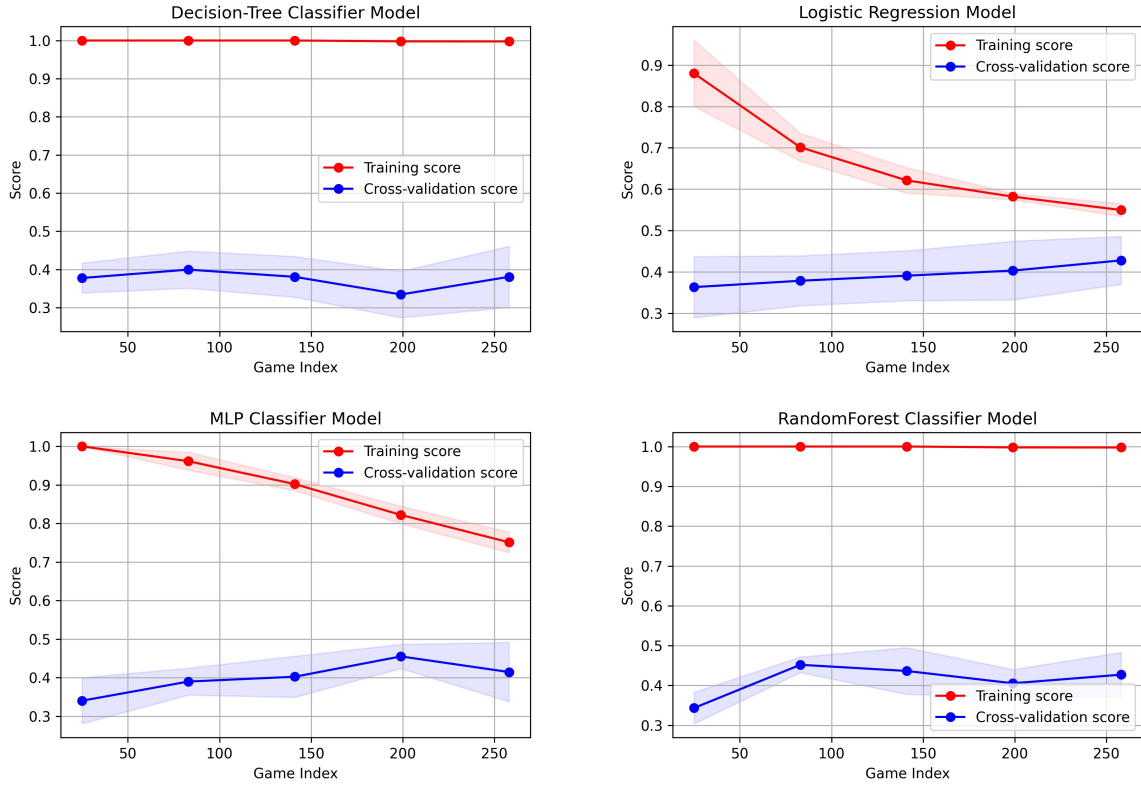 Decision-Tree Classifier Model
1.0
0.9
0.8
0.7
0.6
0.5
0.4
0.3
Score
Training score
Cross-validation score
50
100
150
200
250
Game Index
Logistic Regression Model
0.9
0.8
0.7
0.6
0.5
0.4
0.3
Score
Training score
Cross-validation score
50
100
150
200
250
Game Index
MLP Classifier Model
1.0
0.9
0.8
0.7
0.6
0.5
0.4
0.3
Score
Training score
Cross-validation score
50
100
150
200
250
Game Index
RandomForest Classifier Model
1.0
0.9
0.8
0.7
0.6
0.5
0.4
0.3
Score
Training score
Cross-validation score
50
100
150
200
250
Game Index